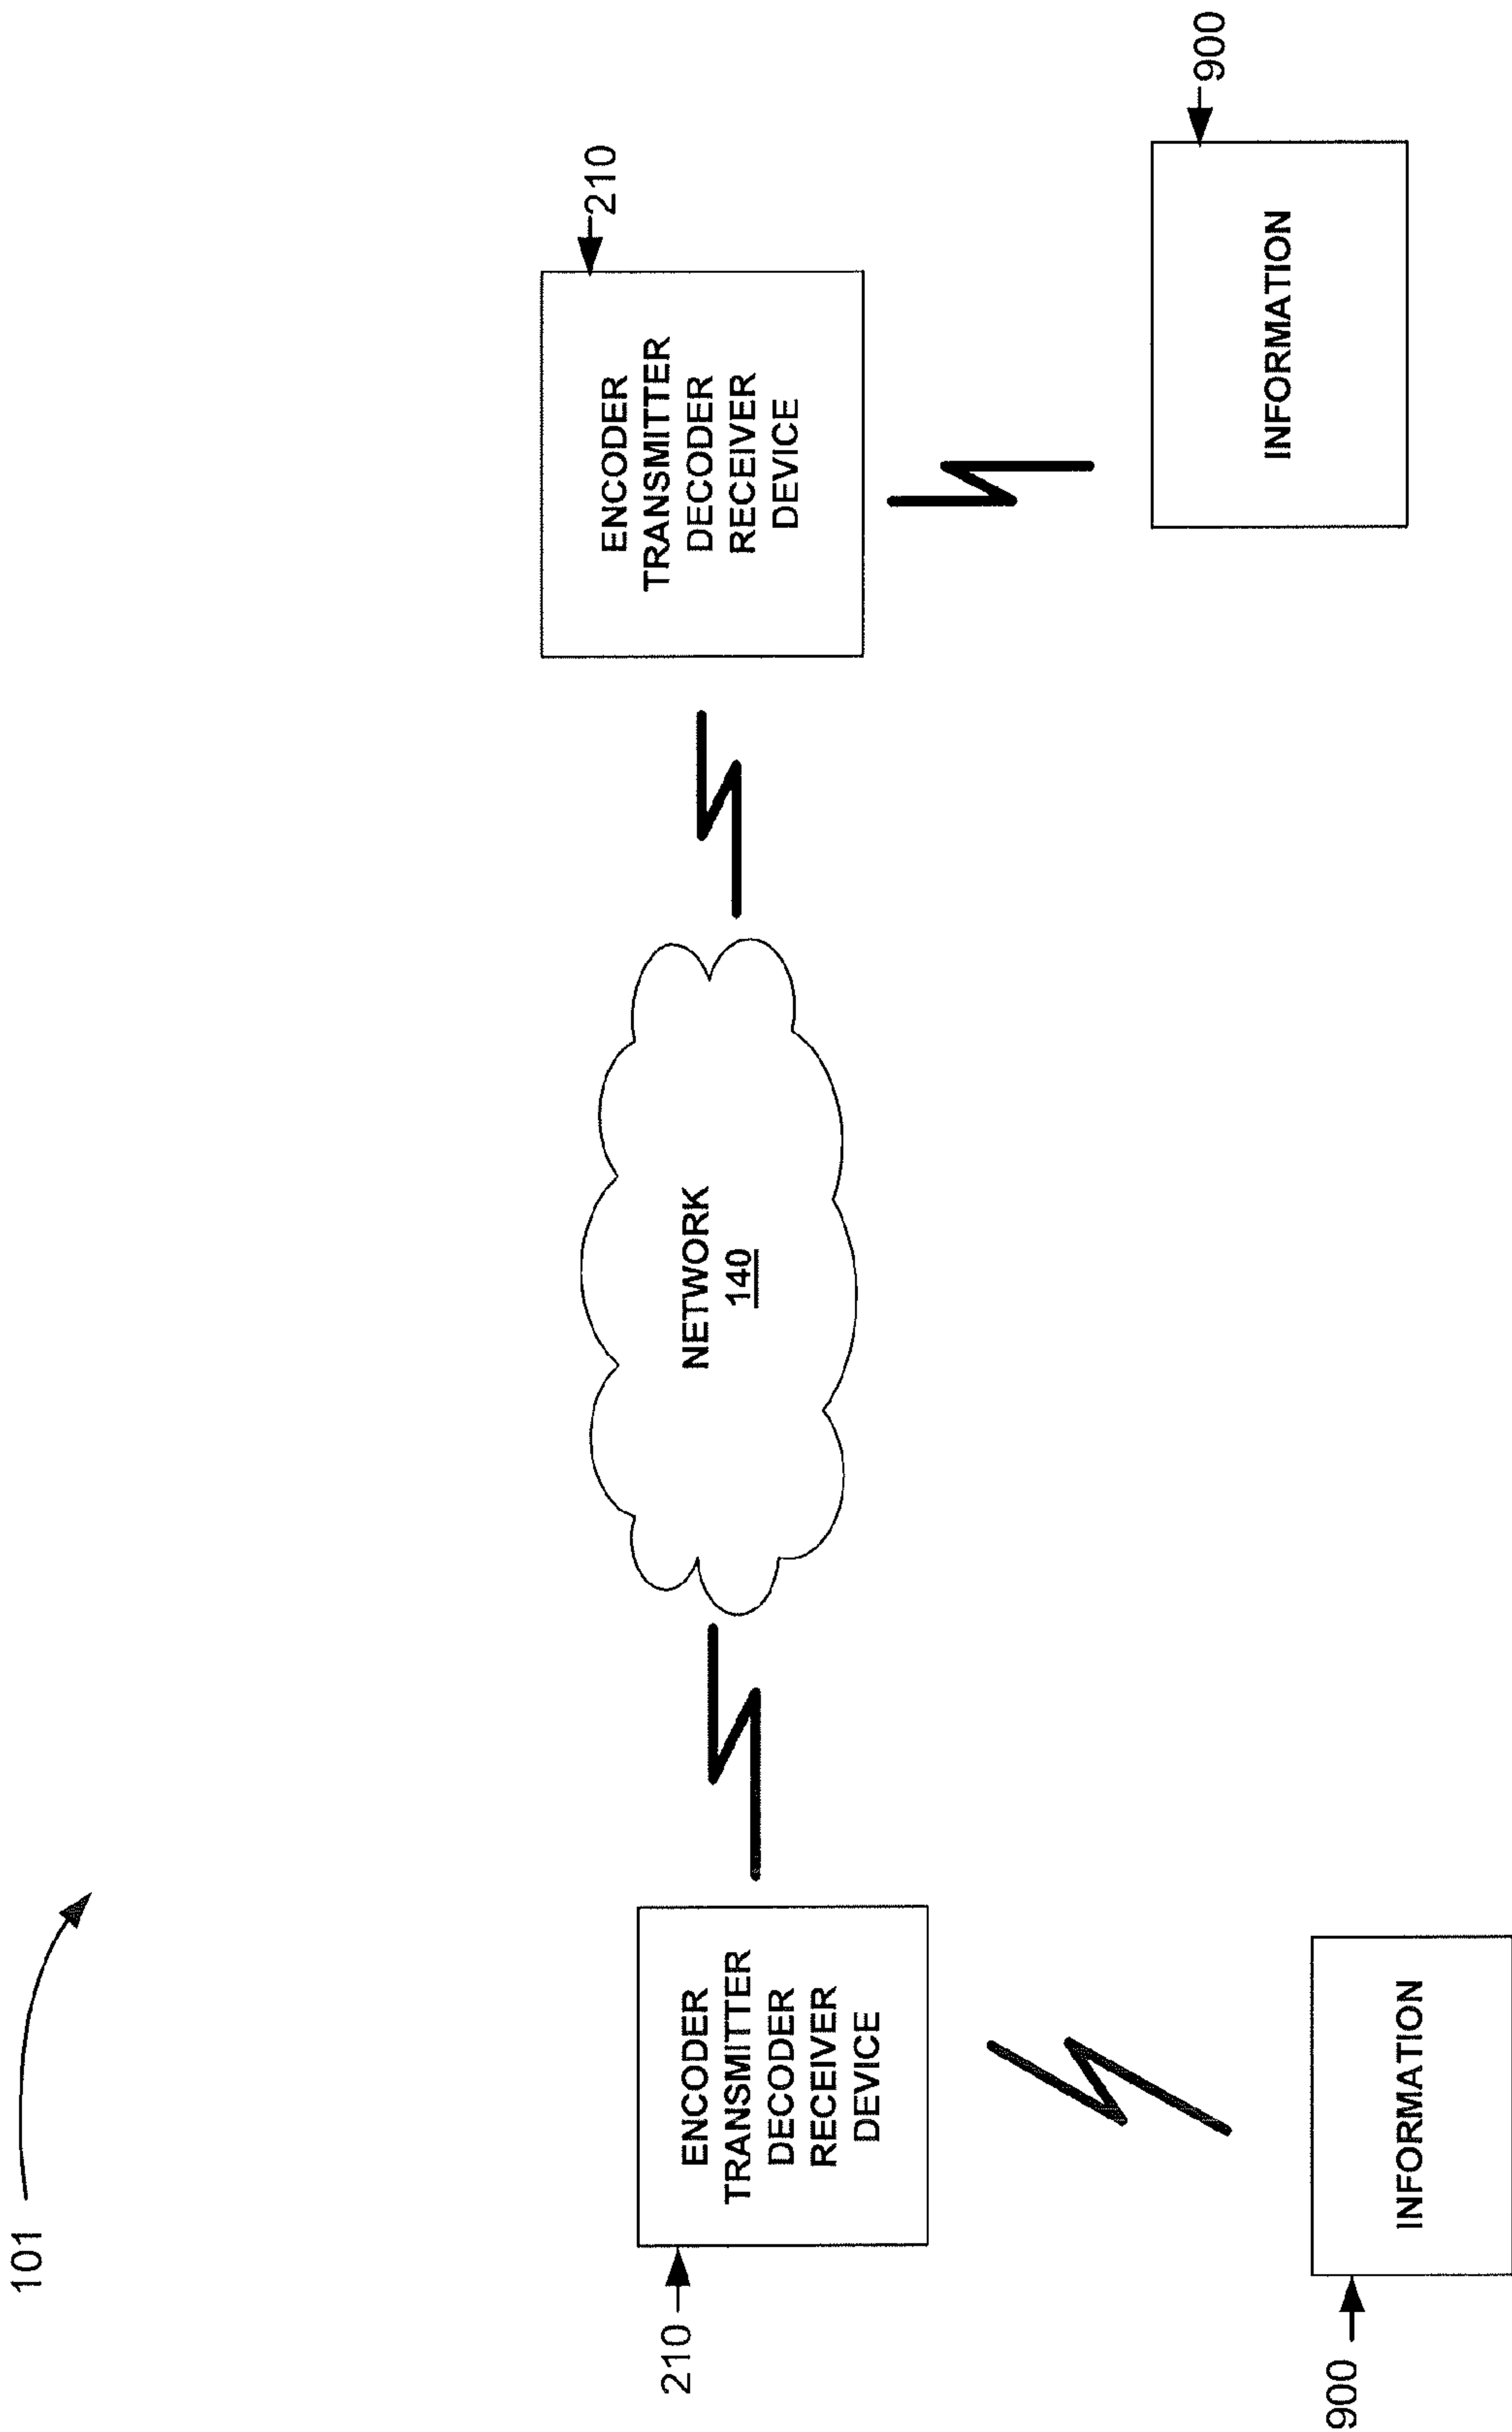 101
210
ENCODER
TRANSMITTER
DECODER
RECEIVER
DEVICE
NETWORK
140
210
ENCODER
TRANSMITTER
DECODER
RECEIVER
DEVICE
900
INFORMATION
900
INFORMATION